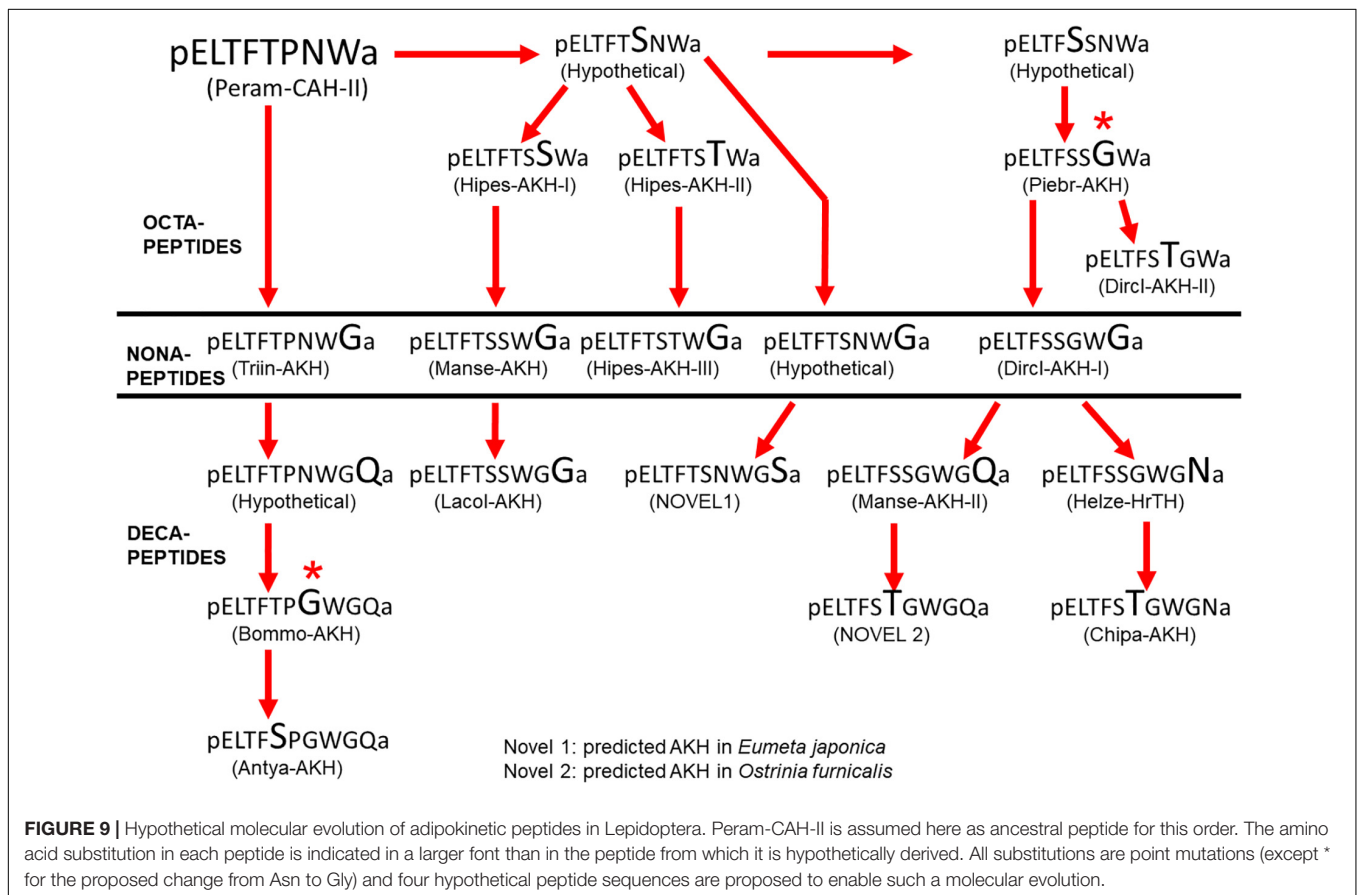 pELTFTPNWa
(Peram-CAH-II)
pELTFTSNWa
(Hypothetical)
pELTFSSNWa
(Hypothetical)
*
pELTFTSSWa
(Hipes-AKH-I)
pELTFTSTWa
(Hipes-AKH-II)
pELTFSSGWa
(Piebr-AKH)
OCTA-
PEPTIDES
pELTFSTGWa
(Dircl-AKH-II)
NONA-
PEPTIDES
pELTFTPNWGa
(Triin-AKH)
pELTFTSSWGa
(Manse-AKH)
pELTFTSTWGa
(Hipes-AKH-III)
pELTFTSNWGa
(Hypothetical)
pELTFSSGWGa
(Dircl-AKH-I)
pELTFTPNWGQa
(Hypothetical)
pELTFTSSWGGa
(Lacol-AKH)
pELTFTSNWGSa
(NOVEL1)
pELTFSSGWGQa
(Manse-AKH-II)
pELTFSSGWGNa
(Helze-HrTH)
DECA-
PEPTIDES
*
pELTFTPGWGQa
(Bommo-AKH)
pELTFSTGWGQa
(NOVEL 2)
pELTFSTGWGNa
(Chipa-AKH)
pELTFSPGWGQa
(Antya-AKH)
Novel 1: predicted AKH in Eumeta japonica
Novel 2: predicted AKH in Ostrinia furnicalis
FIGURE 9 | Hypothetical molecular evolution of adipokinetic peptides in Lepidoptera. Peram-CAH-II is assumed here as ancestral peptide for this order. The amino
acid substitution in each peptide is indicated in a larger font than in the peptide from which it is hypothetically derived. All substitutions are point mutations (except *
for the proposed change from Asn to Gly) and four hypothetical peptide sequences are proposed to enable such a molecular evolution.